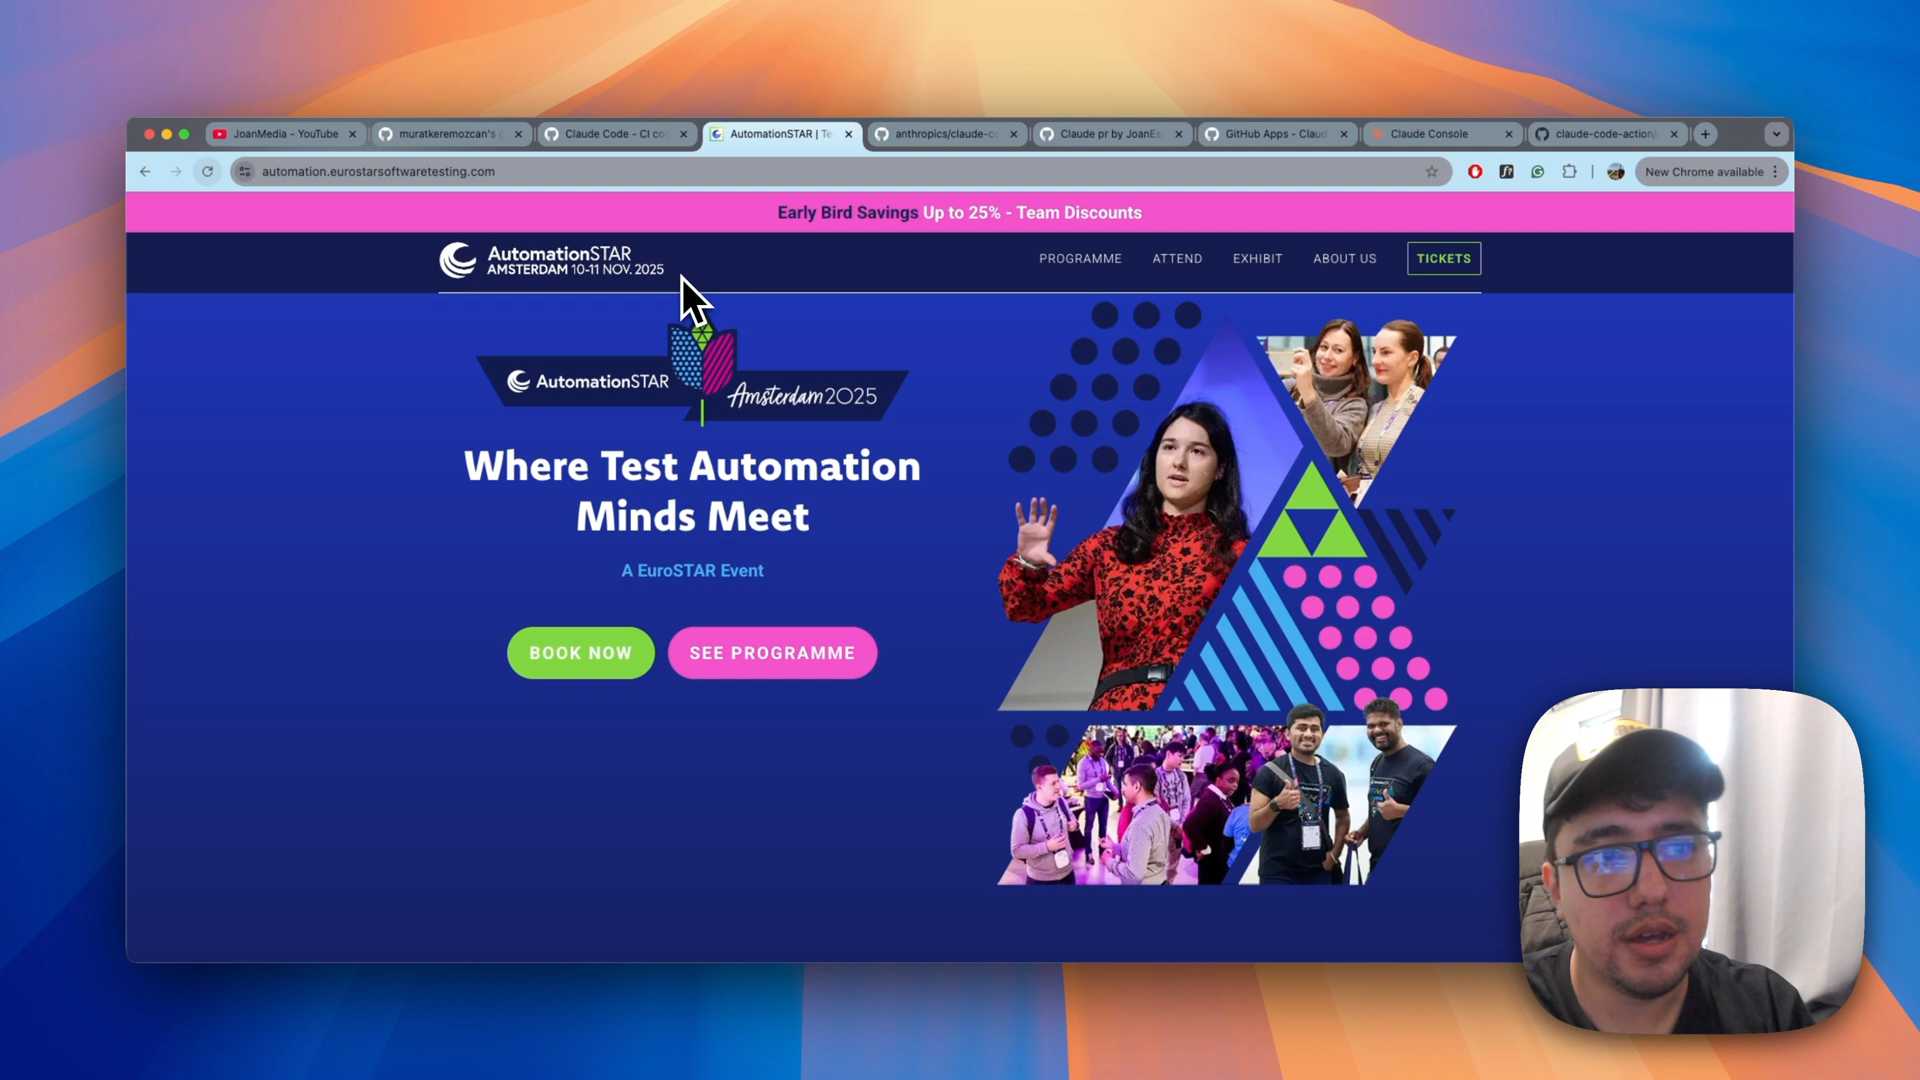 JoanMedia - YouTube
muratkeremozcan's
Claude Code - CI co
AutomationSTAR | Te
anthropics/claude-c
Claude pr by JoanEs
GitHub Apps - Claud
Claude Console
claude-code-action/
automation.eurostarsoftwaretesting.com
New Chrome available
Early Bird Savings Up to 25% - Team Discounts
AutomationSTAR
AMSTERDAM 10-11 NOV. 2025
PROGRAMME
ATTEND
EXHIBIT
ABOUT US
TICKETS
AutomationSTAR
Amsterdam 2025
Where Test Automation
Minds Meet
A EuroSTAR Event
BOOK NOW
SEE PROGRAMME